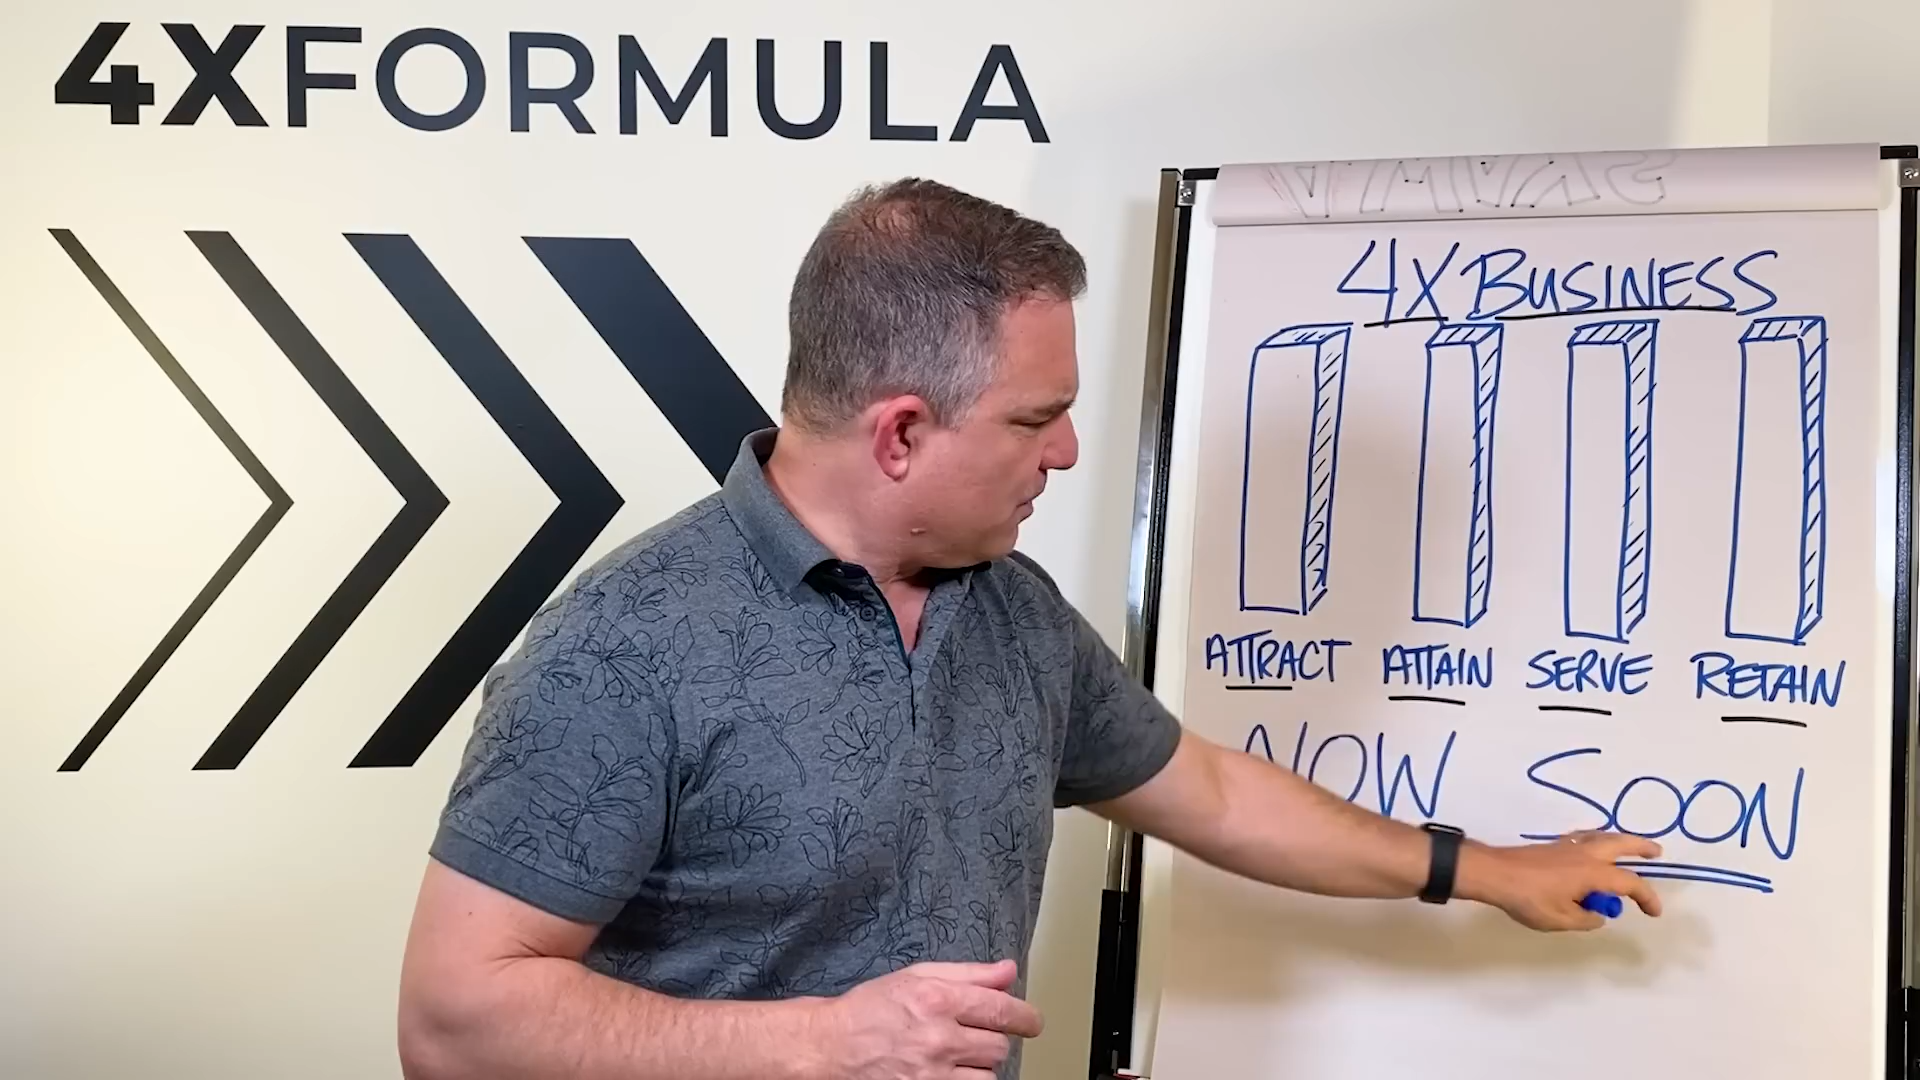 4XFORMULA
4X BUSINESS
ATTRACT ATTAIN SERVE RETAIN
NOW SOON